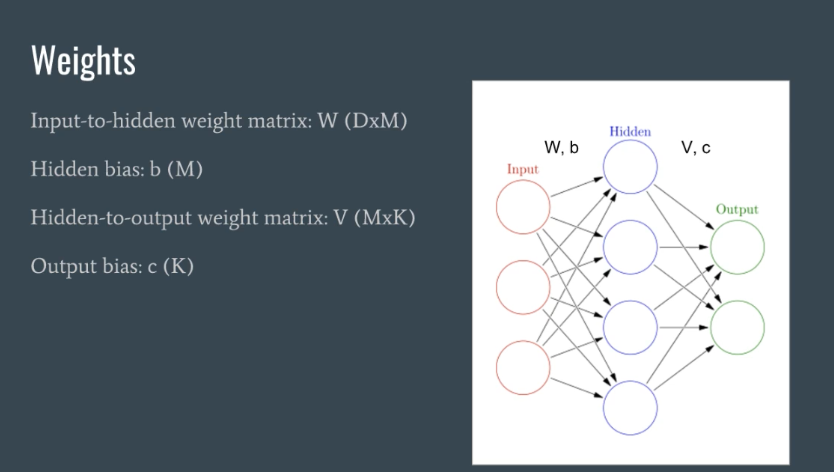 Weights
Input-to-hidden weight matrix: W (DxM)
Hidden bias: b (M)
Hidden-to-output weight matrix: V (MxK)
Output bias: c (K)
Hidden
W, b
V, c
Input
Output